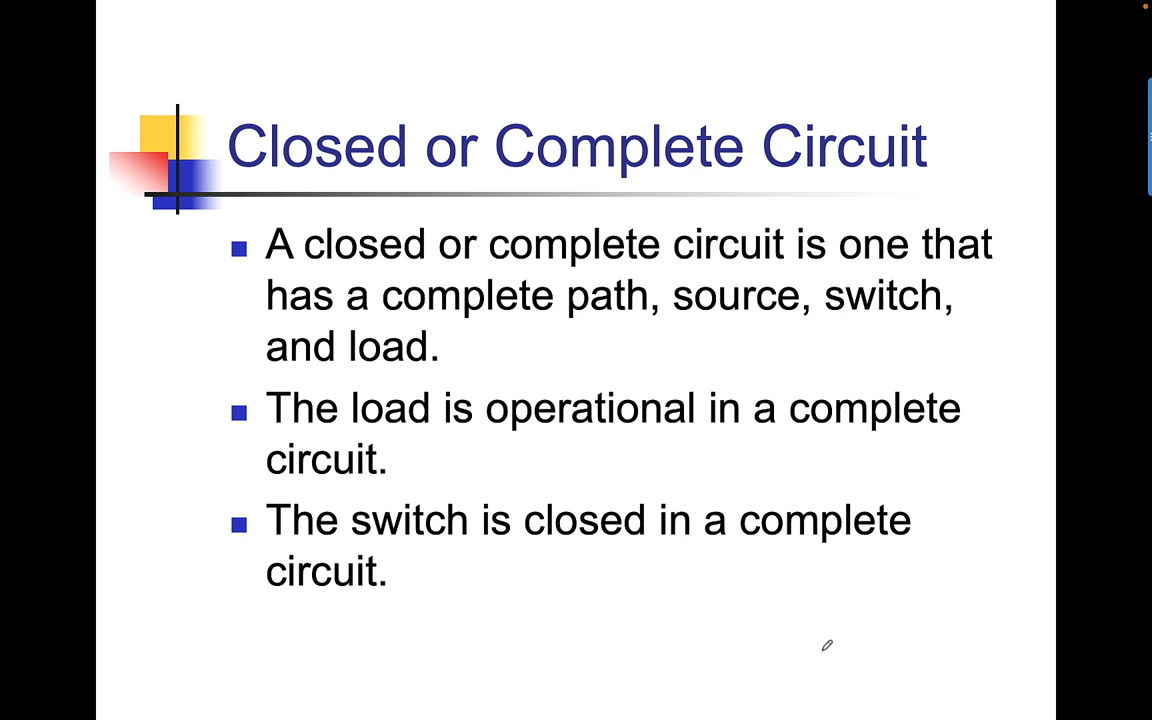 Closed or Complete Circuit
A closed or complete circuit is one that
has a complete path, source, switch,
and load.
The load is operational in a complete
circuit.
The switch is closed in a complete
circuit.